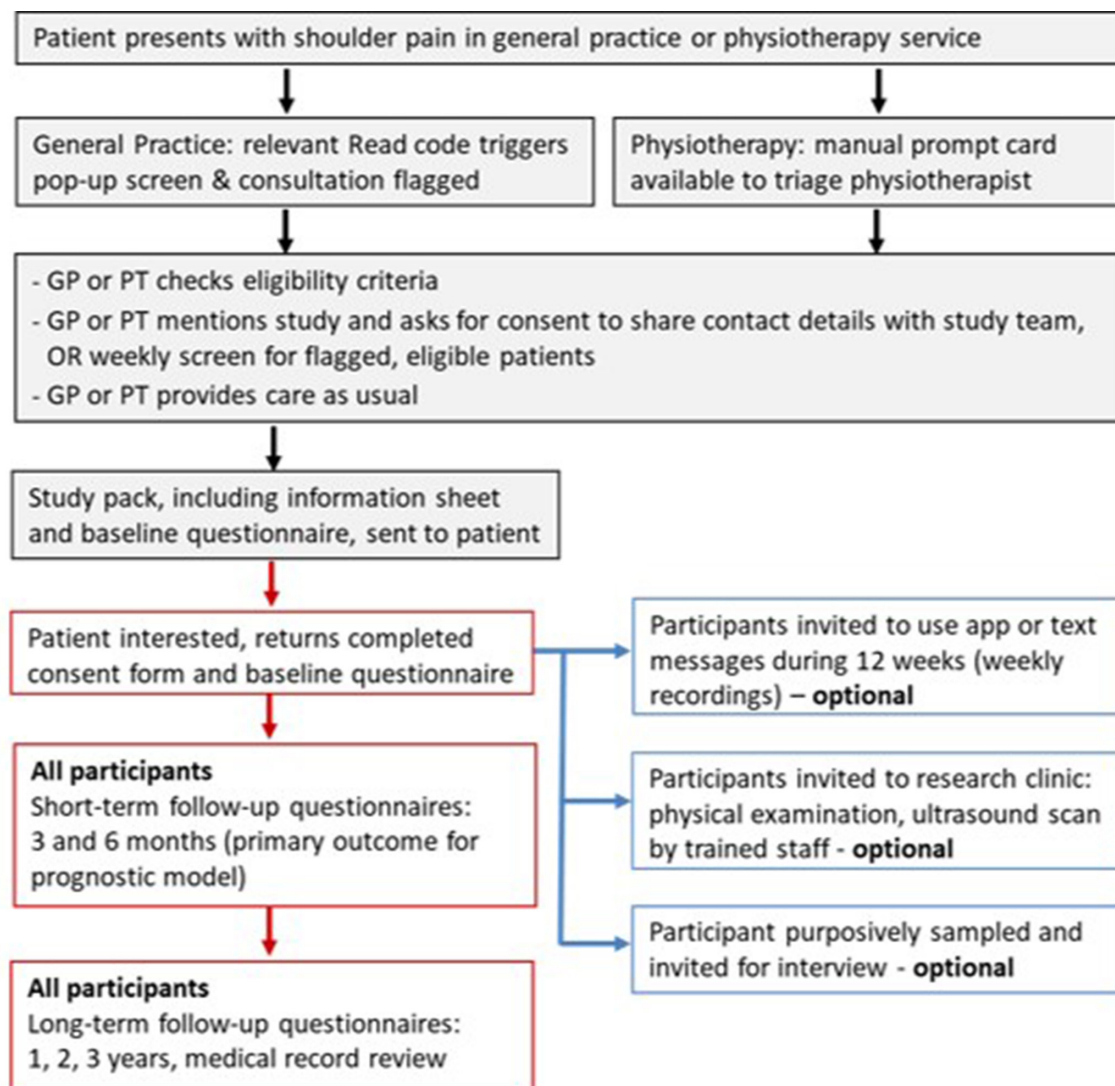 Patient presents with shoulder pain in general practice or physiotherapy service
General Practice: relevant Read code triggers
pop-up screen & consultation flagged
Physiotherapy: manual prompt card
available to triage physiotherapist
- GP or PT checks eligibility criteria
- GP or PT mentions study and asks for consent to share contact details with study team,
OR weekly screen for flagged, eligible patients
- GP or PT provides care as usual
Study pack, including information sheet
and baseline questionnaire, sent to patient
Patient interested, returns completed
consent form and baseline questionnaire
Participants invited to use app or text
messages during 12 weeks (weekly
recordings) – optional
All participants
Short-term follow-up questionnaires:
3 and 6 months (primary outcome for
prognostic model)
Participants invited to research clinic:
physical examination, ultrasound scan
by trained staff - optional
Participant purposively sampled and
invited for interview - optional
All participants
Long-term follow-up questionnaires:
1, 2, 3 years, medical record review